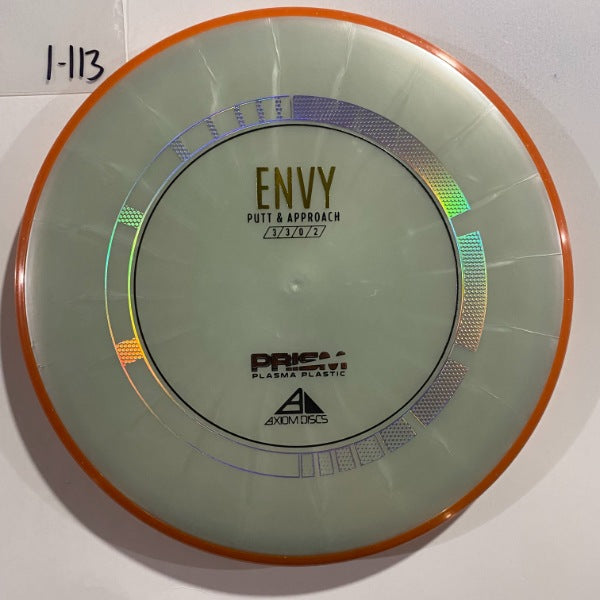 1-113
ENVY
PUTT & APPROACH
3/3/0/2
PRISM
PLASMA PLASTIC
AXIOM DISCS